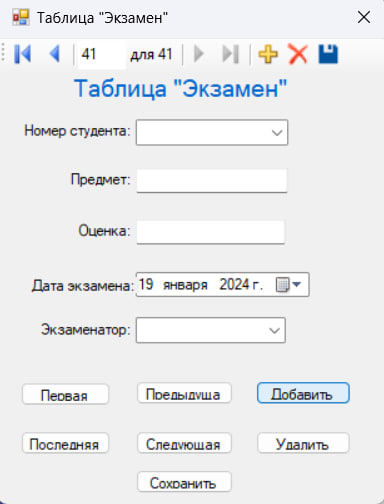 Таблица "Экзамен"
41 для 41
Таблица "Экзамен"
Номер студента:
Предмет:
Оценка:
Дата экзамена: 19 января 2024 г.
Экзаменатор:
Первая Предыдуща Добавить
Последняя Следующая Удалить
Сохранить